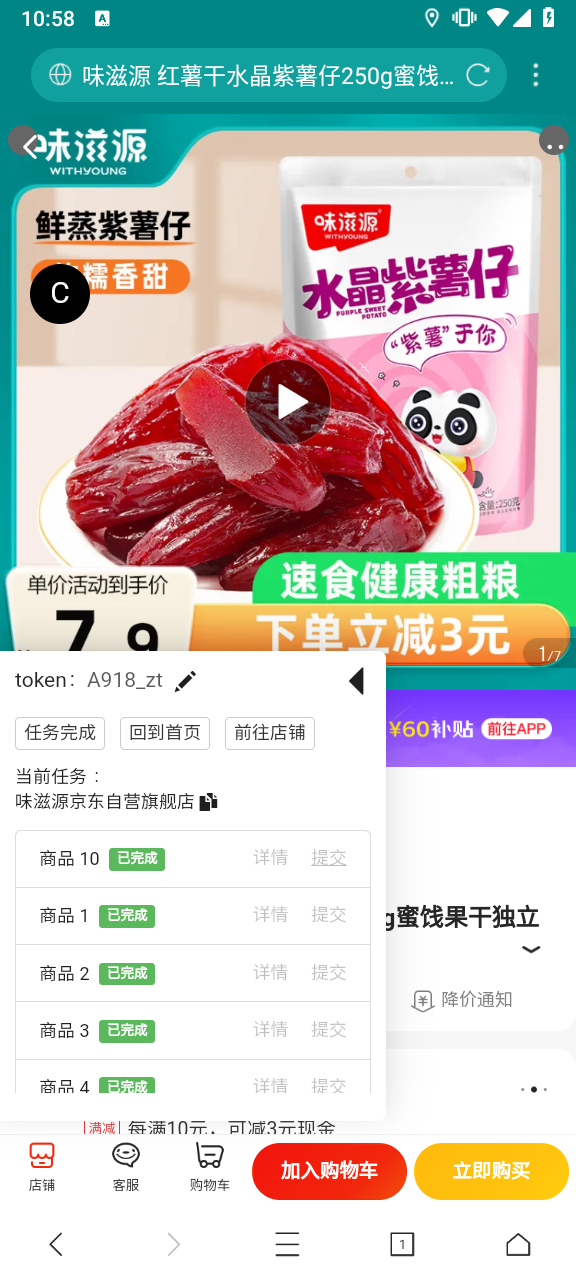 10:58
味滋源 红薯干水晶紫薯仔250g蜜饯...
味滋源
WITHYOUNG
鲜蒸紫薯仔
糯香甜
C
味滋源
WITHYOUNG
水晶紫薯仔
PURPLE SWEET POTATO
“紫薯”于你
含量:250克
单价活动到手价
7.9
速食健康粗粮
下单立减3元
1/7
token: A918_zt
¥60补贴 前往APP
任务完成 回到首页 前往店铺
当前任务：
味滋源京东自营旗舰店
商品 10 已完成 详情 提交
商品 1 已完成 详情 提交
g蜜饯果干独立
商品 2 已完成 详情 提交
降价通知
商品 3 已完成 详情 提交
商品 4 已完成 详情 提交
满减 每满10元，可减3元现金
店铺 客服 购物车 加入购物车 立即购买
1